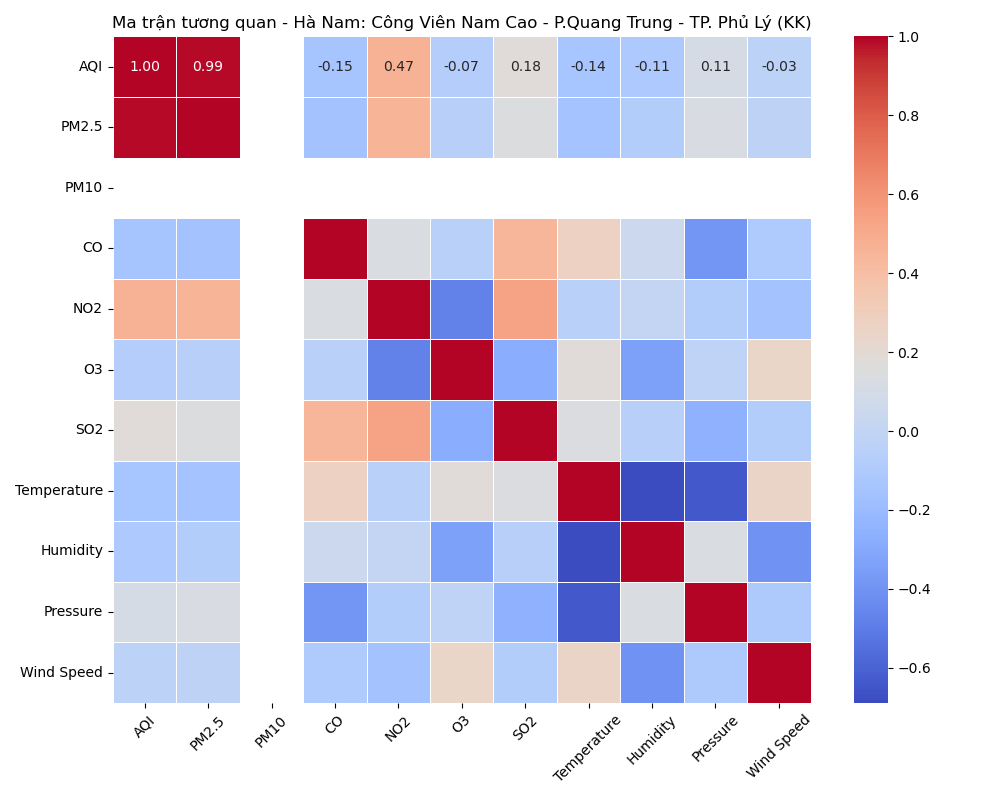 Ma trận tương quan - Hà Nam: Công Viên Nam Cao - P.Quang Trung - TP. Phủ Lý (KK)
AQI 1.00 0.99 -0.15 0.47 -0.07 0.18 -0.14 -0.11 0.11 -0.03
PM2.5
PM10
CO
NO2
O3
SO2
Temperature
Humidity
Pressure
Wind Speed
AQI PM2.5 PM10 CO NO2 O3 SO2 Temperature Humidity Pressure Wind Speed
1.0
0.8
0.6
0.4
0.2
0.0
−0.2
−0.4
−0.6